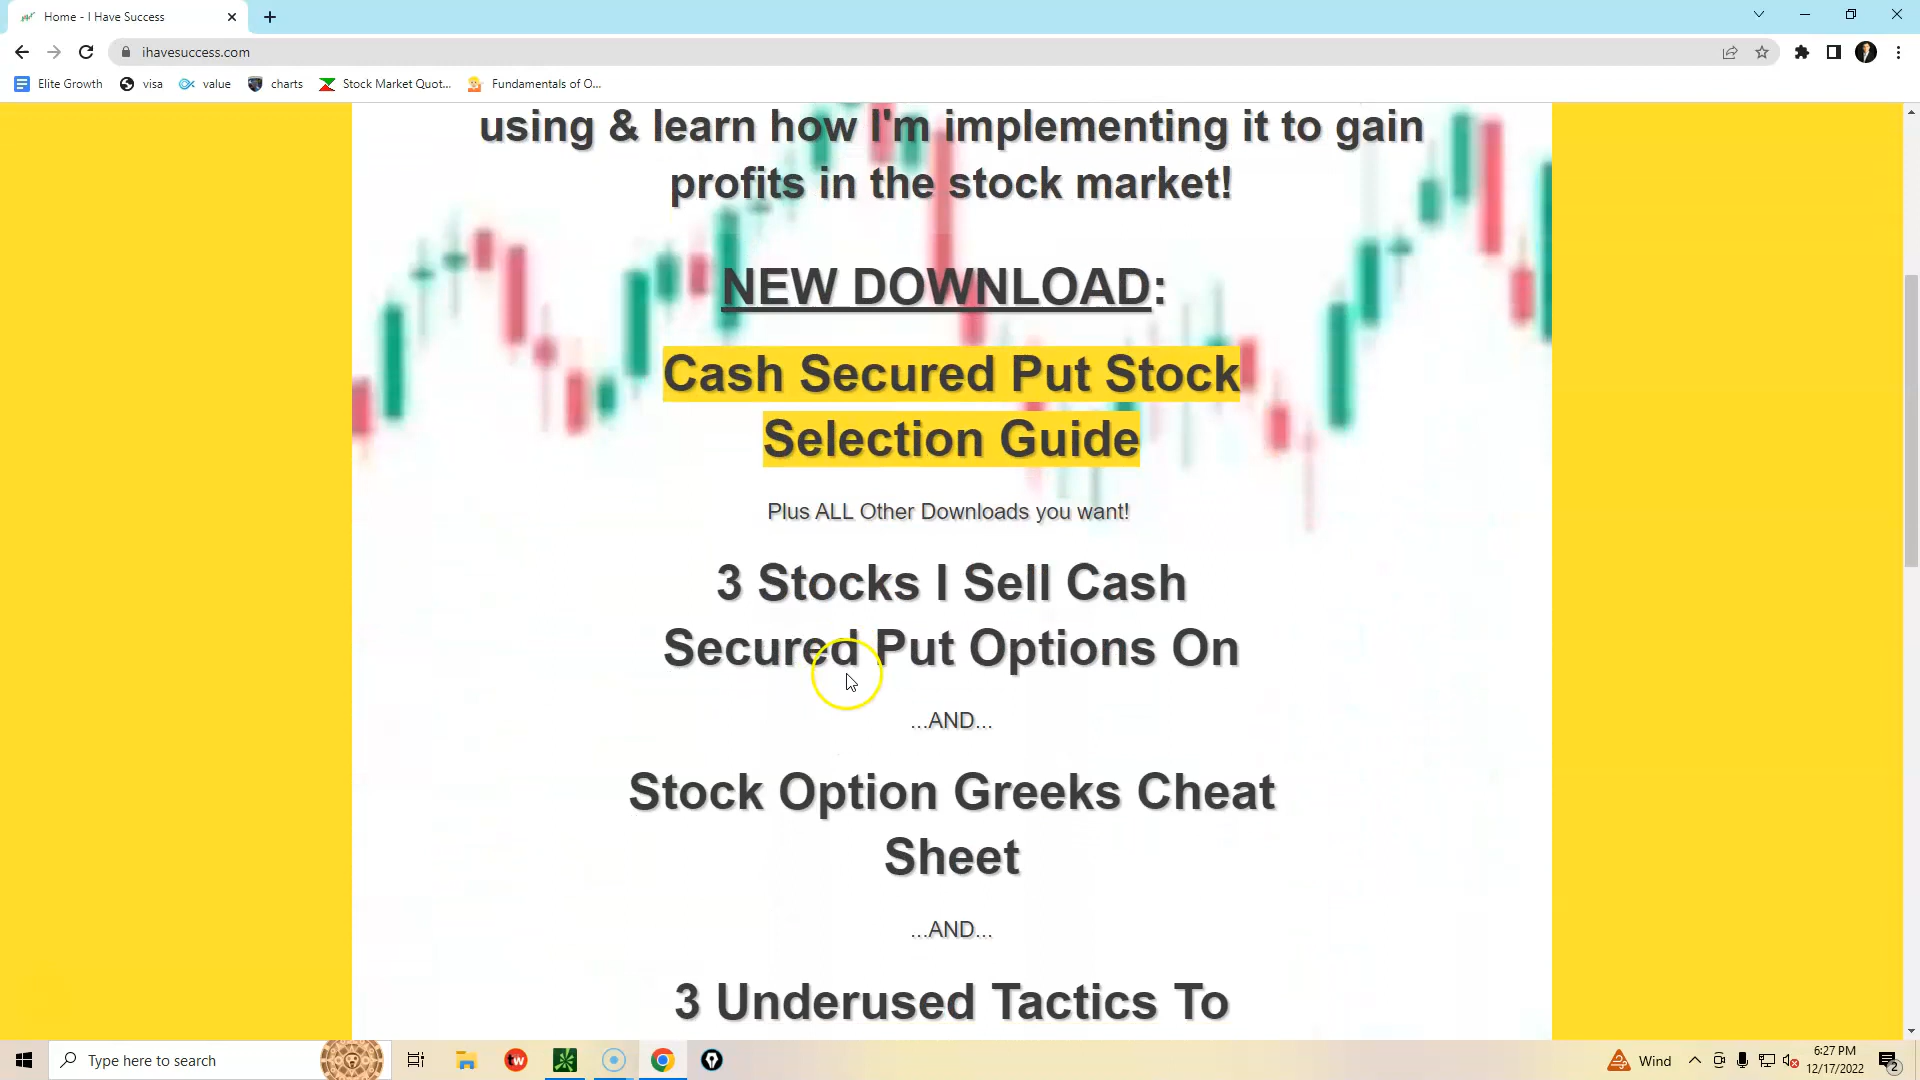 Home - I Have Success
ihavesuccess.com
Elite Growth
visa
value
charts
Stock Market Quot...
Fundamentals of O...
using & learn how I'm implementing it to gain
profits in the stock market!
NEW DOWNLOAD:
Cash Secured Put Stock
Selection Guide
Plus ALL Other Downloads you want!
3 Stocks I Sell Cash
Secured Put Options On
...AND...
Stock Option Greeks Cheat
Sheet
...AND...
3 Underused Tactics To
Type here to search
tw
Wind
6:27 PM
12/17/2022
2